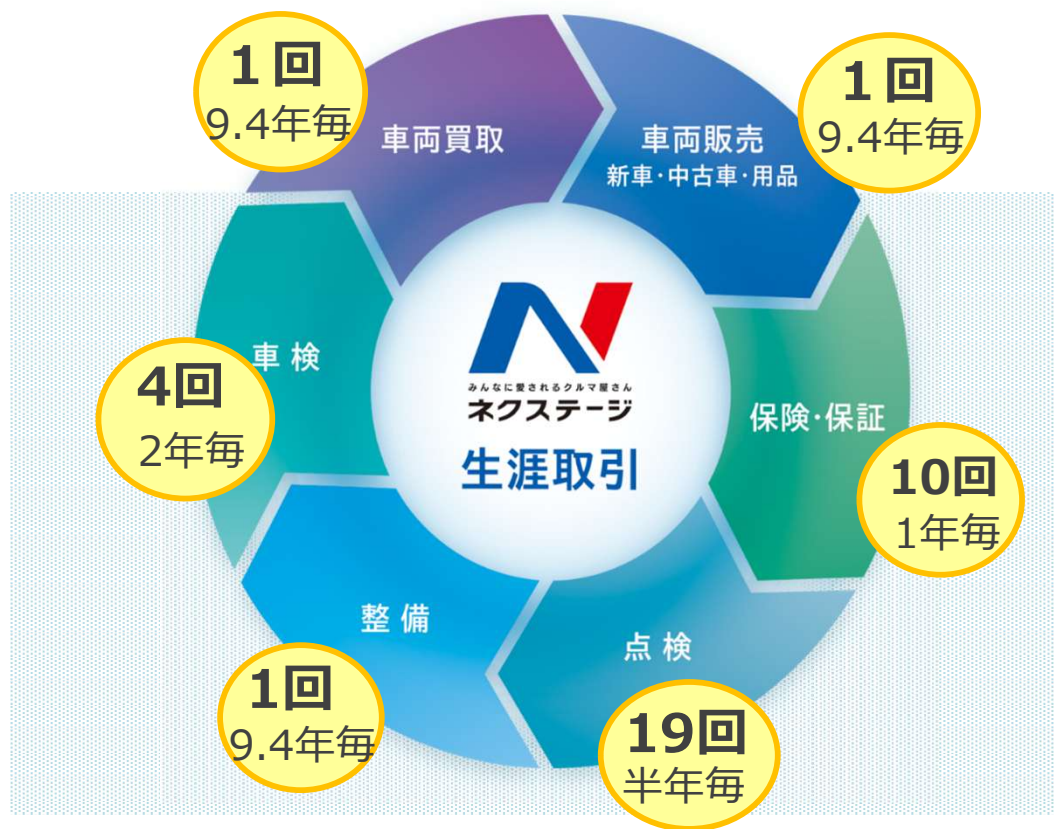 1回
9.4年毎
車両買取
1回
9.4年毎
車両販売
新車･中古車･用品
車検
4回
2年毎
みんなに愛されるクルマ屋さん
ネクステージ
生涯取引
保険･保証
10回
1年毎
整備
1回
9.4年毎
点検
19回
半年毎